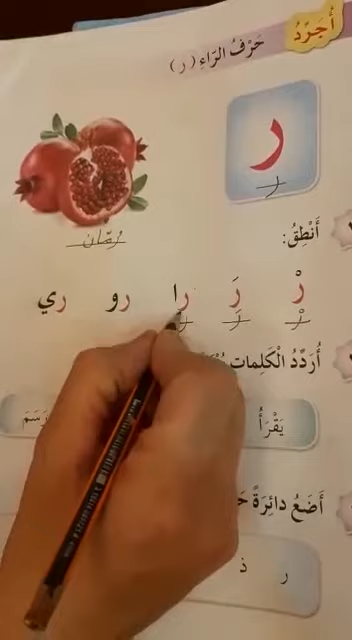 أُجَرِّدُ
حَرْفُ الرّاءِ (ر)
ر
ر
رُمّان
أَنْطِقُ:
رْ رَ را رو ري
رْ رَ
أُرَدِّدُ الْكَلِماتِ
يَقْرَأُ رَسَمَ
أَضَعُ دائِرَةً
ر ذ